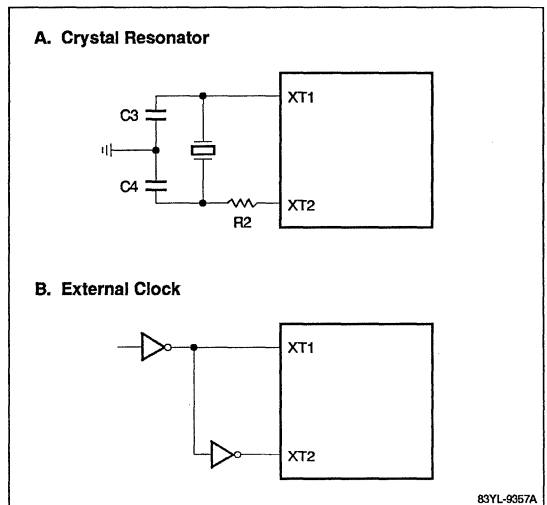 A. Crystal Resonator
XT1
C3
C4
XT2
R2
B. External Clock
XT1
XT2
83YL-9357A